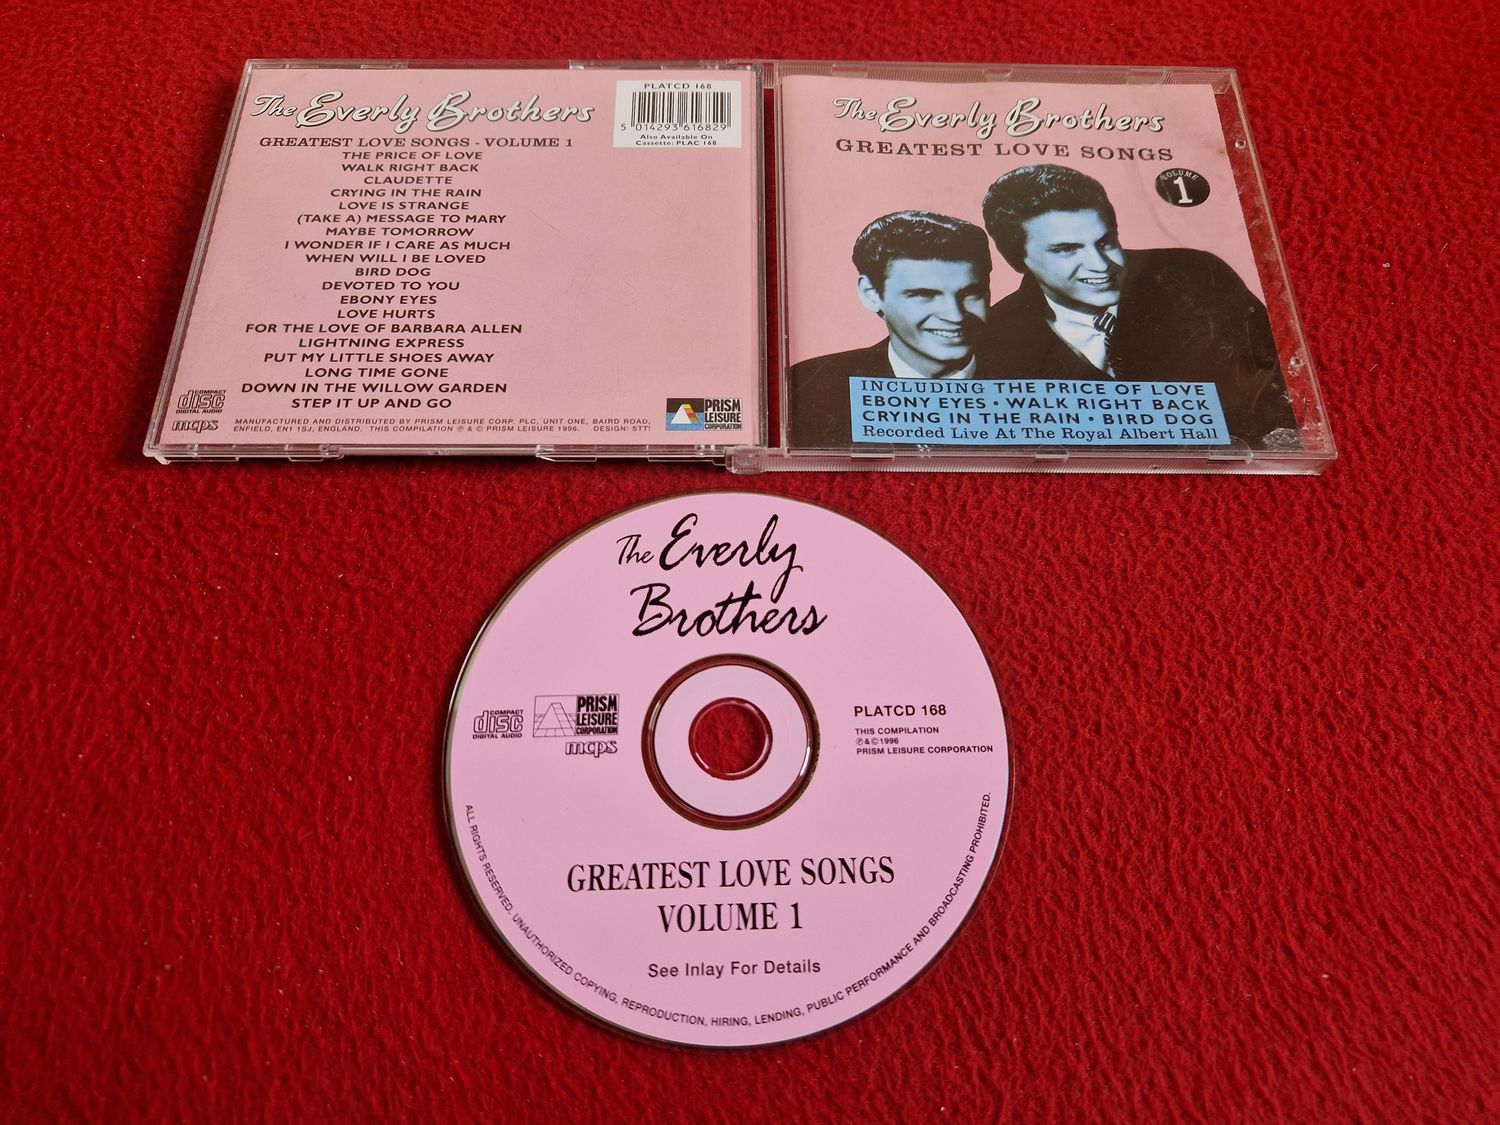 The Everly Brothers
GREATEST LOVE SONGS - VOLUME 1
THE PRICE OF LOVE
WALK RIGHT BACK
CLAUDETTE
CRYING IN THE RAIN
LOVE IS STRANGE
(TAKE A) MESSAGE TO MARY
MAYBE TOMORROW
I WONDER IF I CARE AS MUCH
WHEN WILL I BE LOVED
BIRD DOG
DEVOTED TO YOU
EBONY EYES
LOVE HURTS
FOR THE LOVE OF BARBARA ALLEN
LIGHTNING EXPRESS
PUT MY LITTLE SHOES AWAY
LONG TIME GONE
DOWN IN THE WILLOW GARDEN
STEP IT UP AND GO
PLATCD 168
5 014293 616829
Also Available On
Cassette: PLAC 168
COMPACT
disc
DIGITAL AUDIO
mcps
MANUFACTURED AND DISTRIBUTED BY PRISM LEISURE CORP. PLC, UNIT ONE, BAIRD ROAD,
ENFIELD, EN1 1SJ, ENGLAND. THIS COMPILATION ℗ & © PRISM LEISURE 1996. DESIGN: STT!
PRISM
LEISURE
CORPORATION
The Everly Brothers
GREATEST LOVE SONGS
VOLUME
1
INCLUDING THE PRICE OF LOVE
EBONY EYES • WALK RIGHT BACK
CRYING IN THE RAIN • BIRD DOG
Recorded Live At The Royal Albert Hall
The Everly
Brothers
COMPACT
disc
DIGITAL AUDIO
PRISM
LEISURE
CORPORATION
mcps
PLATCD 168
THIS COMPILATION
℗&©1996
PRISM LEISURE CORPORATION
GREATEST LOVE SONGS
VOLUME 1
See Inlay For Details
ALL RIGHTS RESERVED. UNAUTHORIZED COPYING, REPRODUCTION, HIRING, LENDING, PUBLIC PERFORMANCE AND BROADCASTING PROHIBITED.